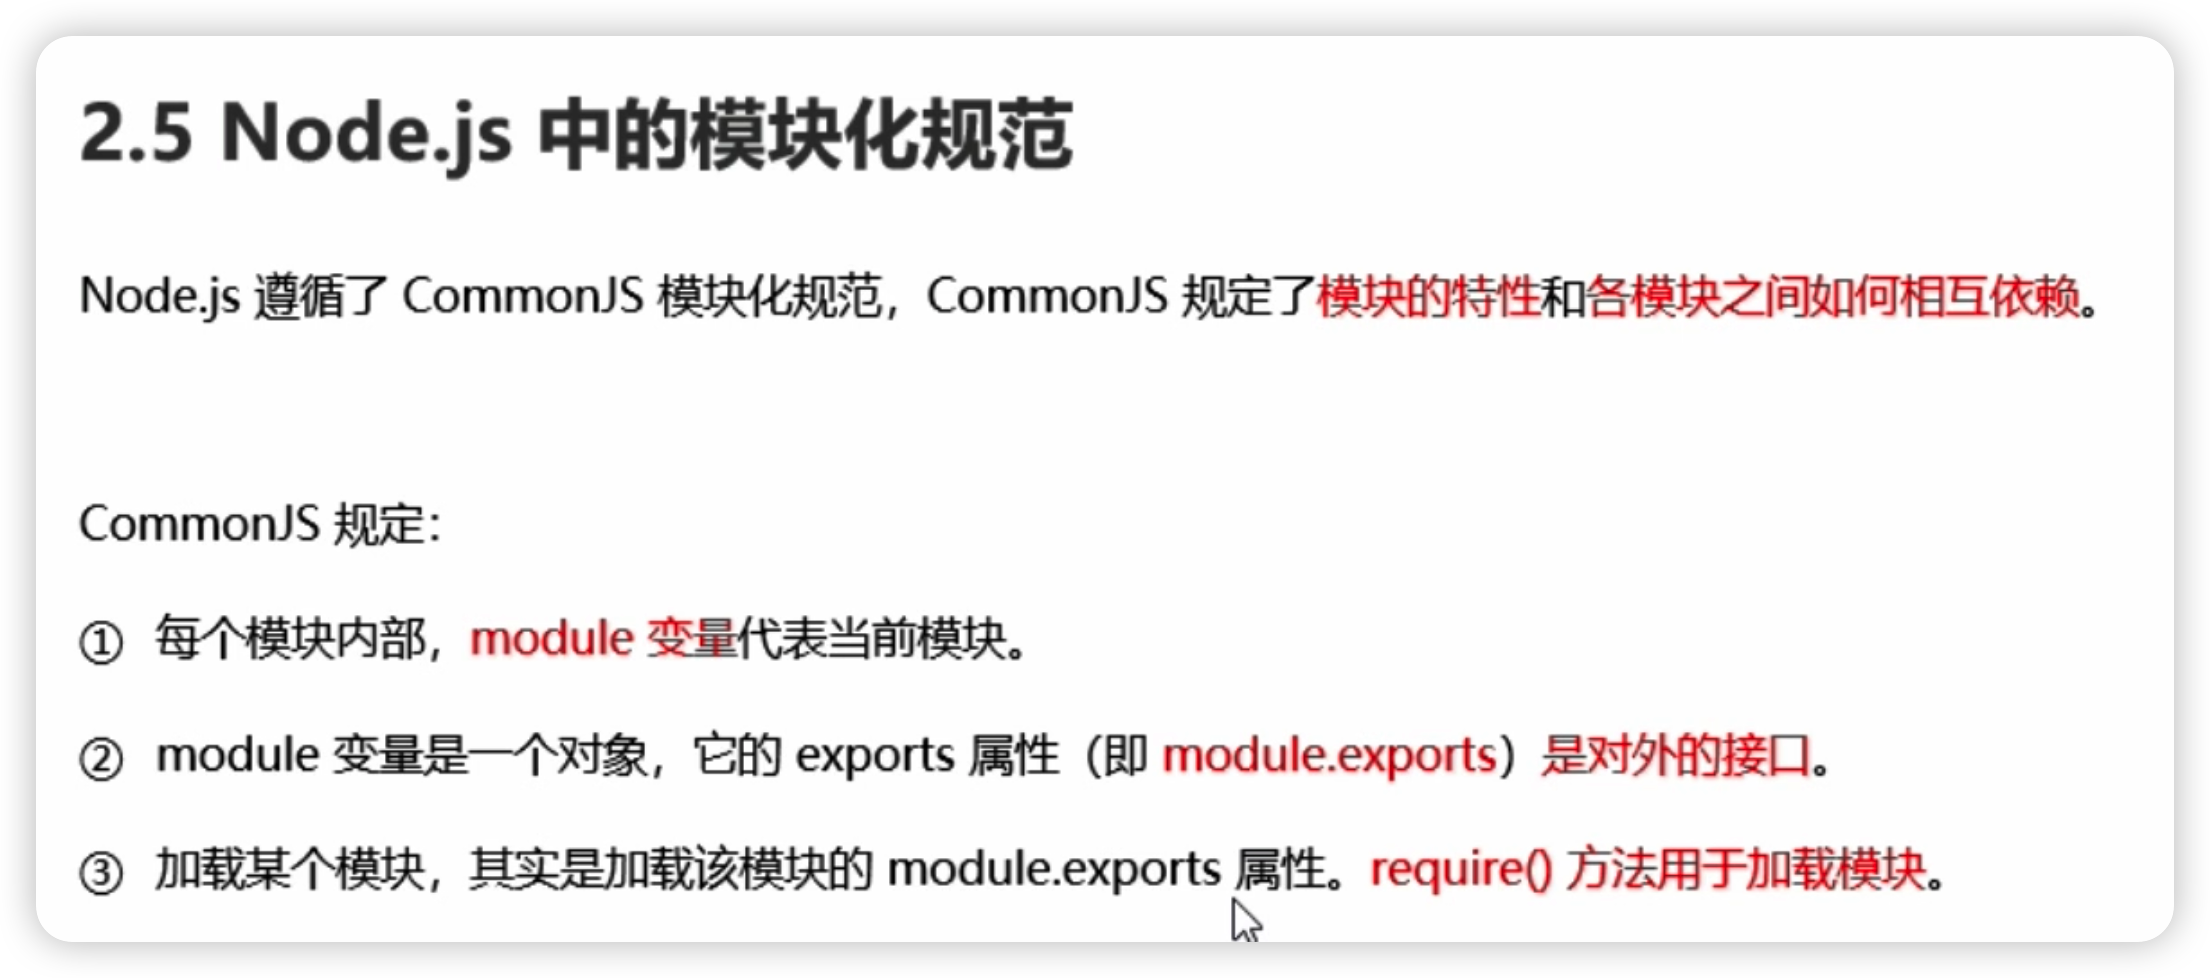 2.5 Node.js 中的模块化规范
Node.js 遵循了 CommonJS 模块化规范，CommonJS 规定了模块的特性和各模块之间如何相互依赖。
CommonJS 规定：
① 每个模块内部，module 变量代表当前模块。
② module 变量是一个对象，它的 exports 属性（即 module.exports）是对外的接口。
③ 加载某个模块，其实是加载该模块的 module.exports 属性。require() 方法用于加载模块。